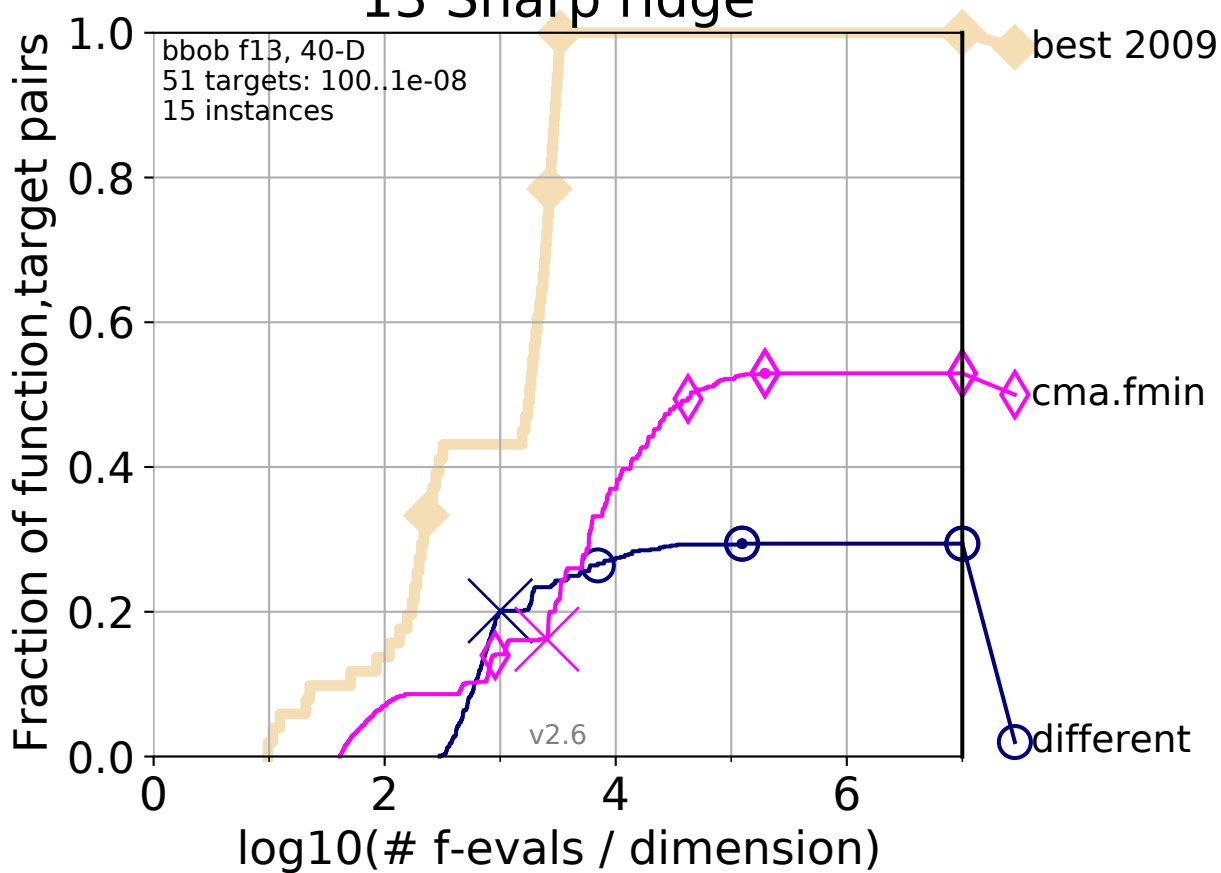 13 Sharp ridge
1.0
0.8
0.6
0.4
0.2
0.0
Fraction of function,target pairs
bbob f13, 40-D
51 targets: 100..1e-08
15 instances
best 2009
cma.fmin
different
v2.6
0 2 4 6
log10(# f-evals / dimension)